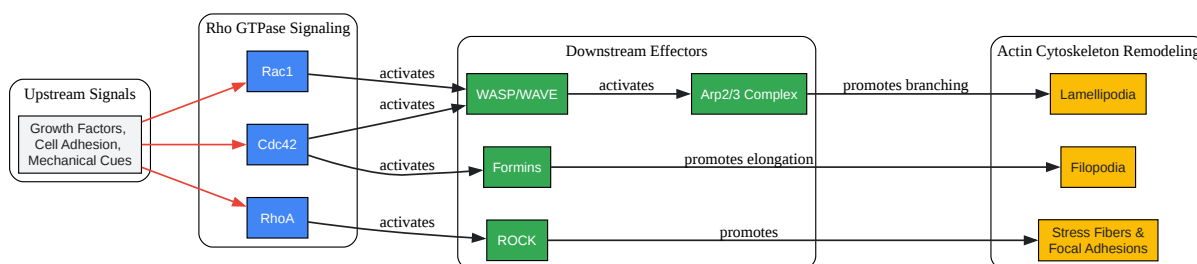 Upstream Signals
Growth Factors,
Cell Adhesion,
Mechanical Cues
Rho GTPase Signaling
Rac1
Cdc42
RhoA
activates
activates
activates
activates
Downstream Effectors
WASP/WAVE
activates
Arp2/3 Complex
Formins
ROCK
promotes branching
promotes elongation
promotes
Actin Cytoskeleton Remodeling
Lamellipodia
Filopodia
Stress Fibers &
Focal Adhesions